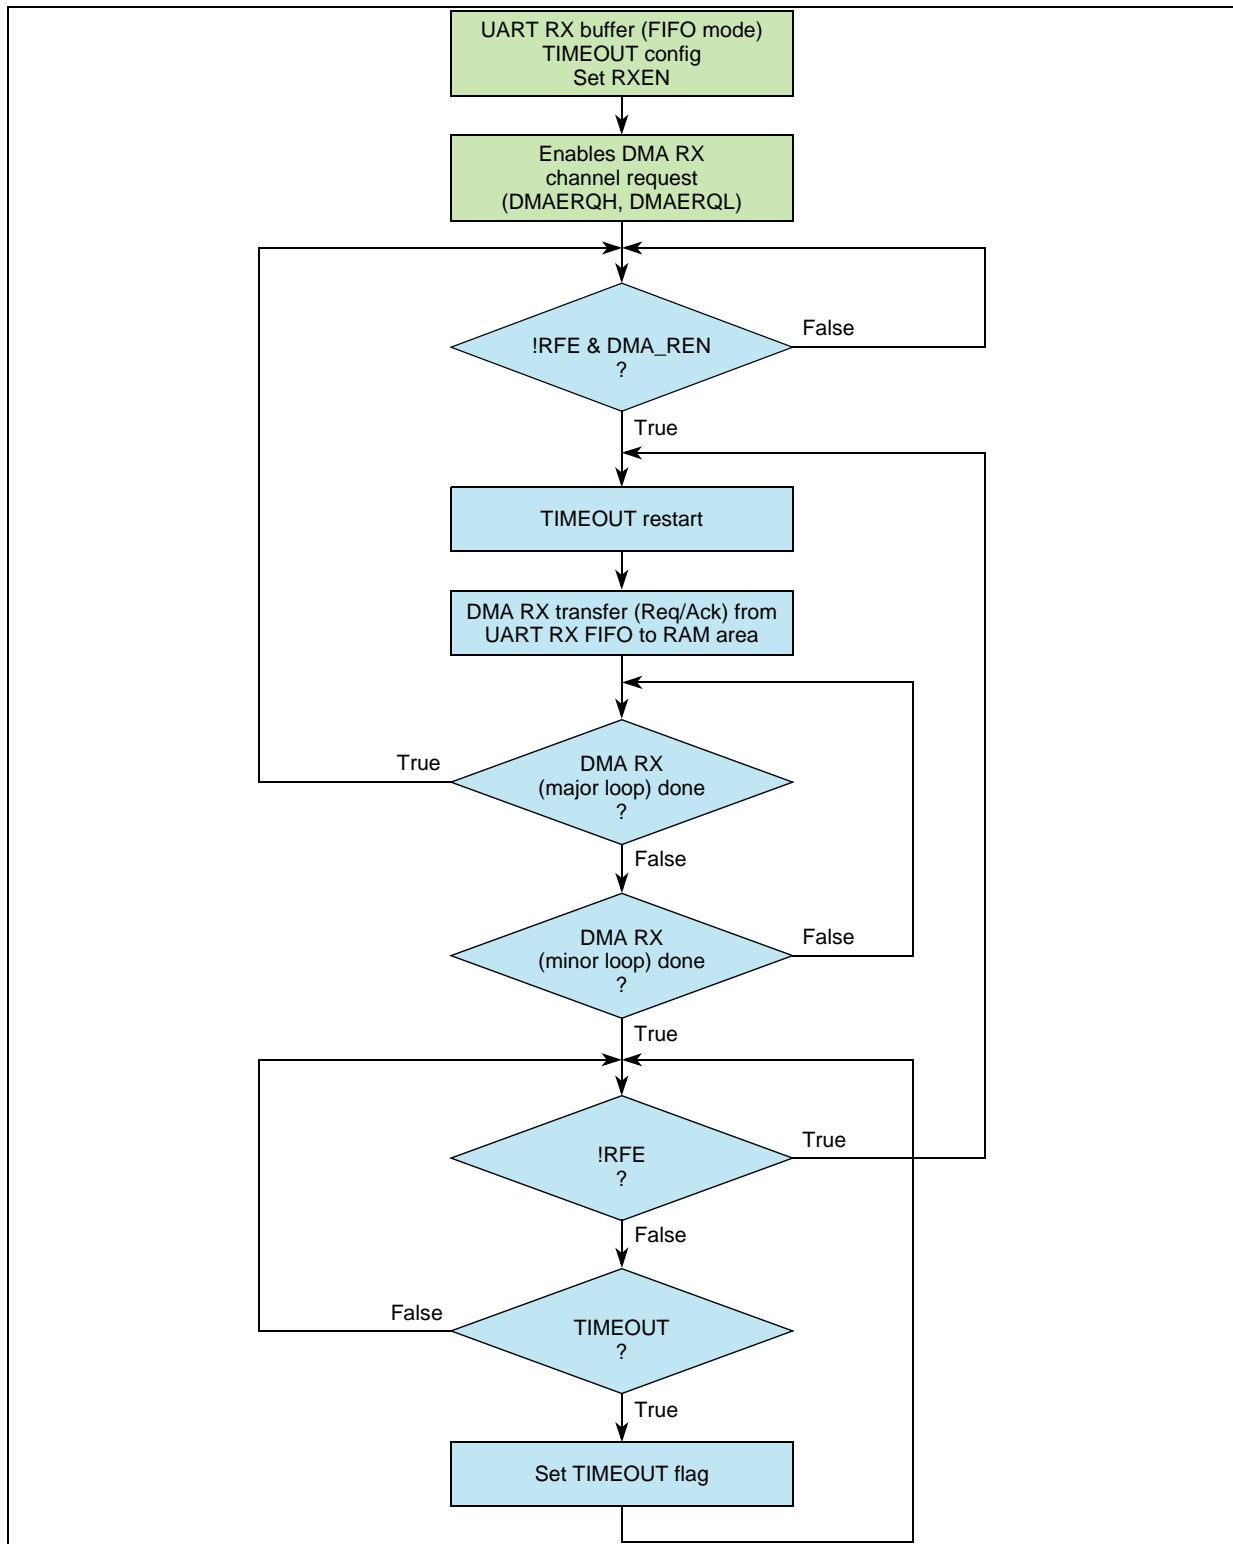 UART RX buffer (FIFO mode)
TIMEOUT config
Set RXEN
Enables DMA RX
channel request
(DMAERQH, DMAERQL)
!RFE & DMA_REN
?
False
True
TIMEOUT restart
DMA RX transfer (Req/Ack) from
UART RX FIFO to RAM area
DMA RX
(major loop) done
?
True
False
DMA RX
(minor loop) done
?
False
True
!RFE
?
True
False
TIMEOUT
?
False
True
Set TIMEOUT flag